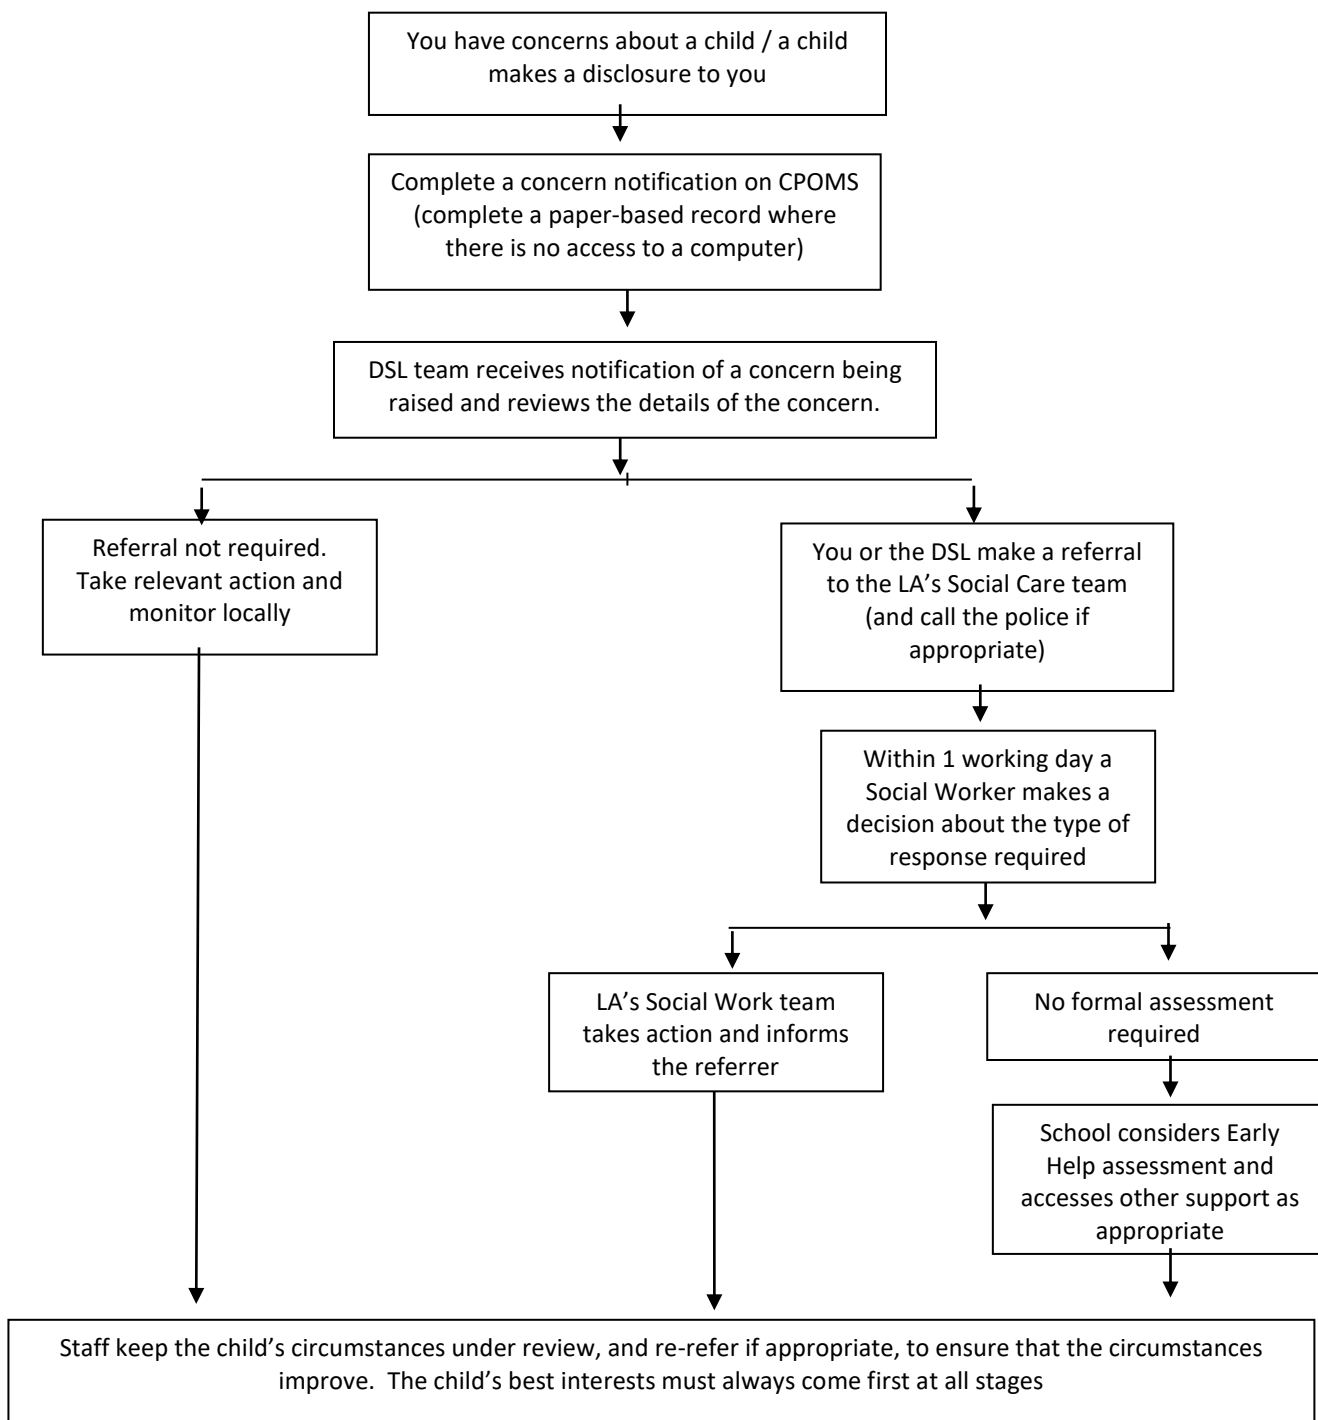 You have concerns about a child / a child
makes a disclosure to you
Complete a concern notification on CPOMS
(complete a paper-based record where
there is no access to a computer)
DSL team receives notification of a concern being
raised and reviews the details of the concern.
Referral not required.
Take relevant action and
monitor locally
You or the DSL make a referral
to the LA’s Social Care team
(and call the police if
appropriate)
Within 1 working day a
Social Worker makes a
decision about the type of
response required
LA’s Social Work team
takes action and informs
the referrer
No formal assessment
required
School considers Early
Help assessment and
accesses other support as
appropriate
Staff keep the child’s circumstances under review, and re-refer if appropriate, to ensure that the circumstances
improve.  The child’s best interests must always come first at all stages